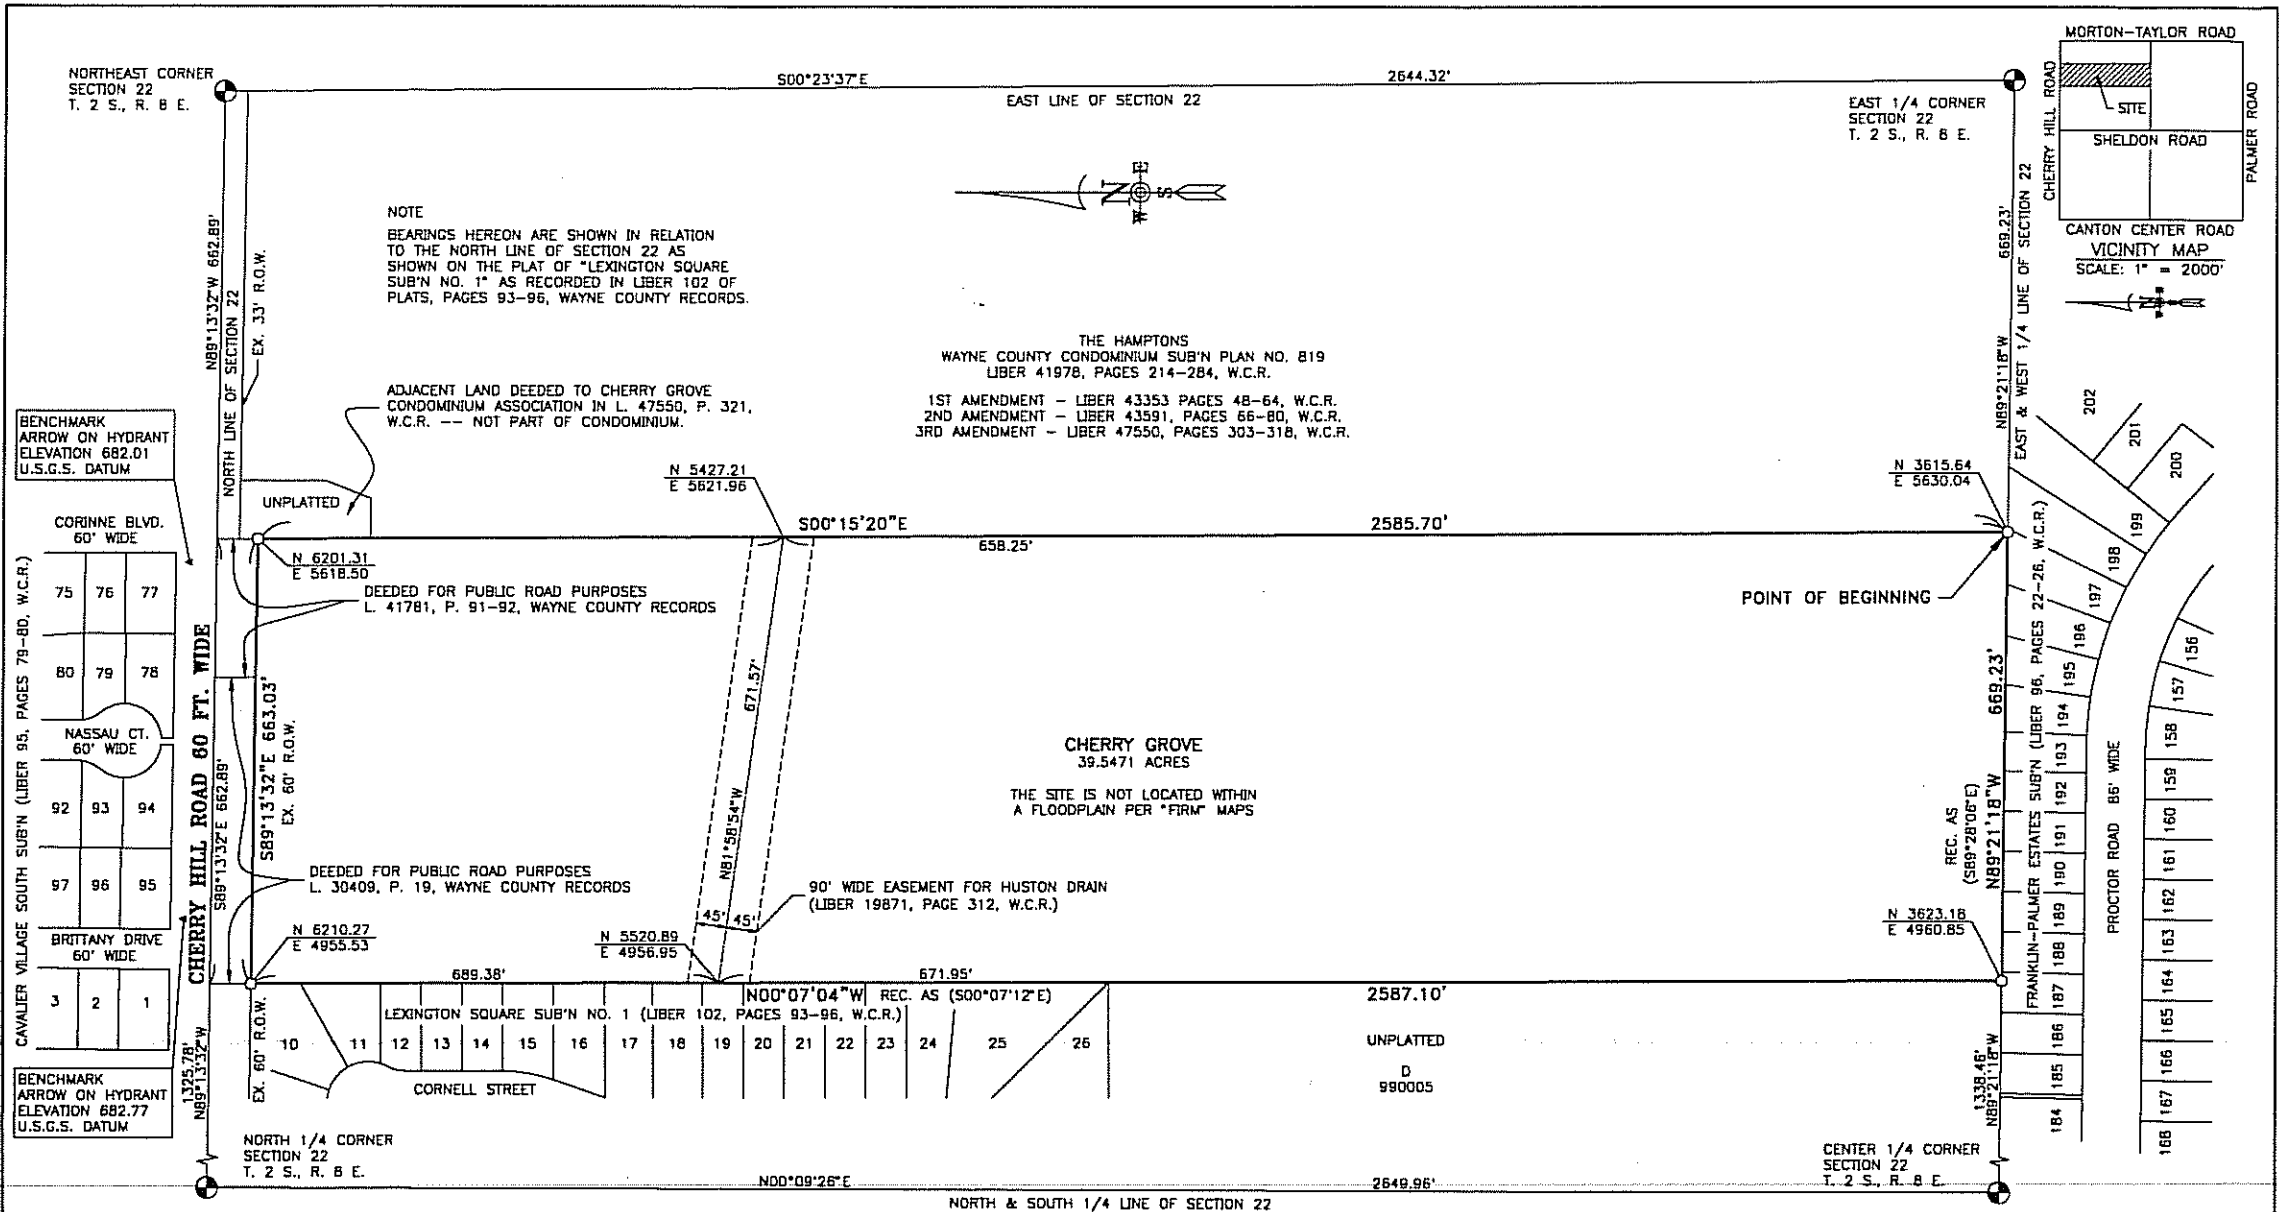 NORTHEAST CORNER
SECTION 22
T. 2 S., R. 8 E.
S00°23'37"E
2644.32'
EAST LINE OF SECTION 22
EAST 1/4 CORNER
SECTION 22
T. 2 S., R. 8 E.
MORTON-TAYLOR ROAD
CHERRY HILL ROAD
SITE
SHELDON ROAD
PALMER ROAD
CANTON CENTER ROAD
VICINITY MAP
SCALE: 1" = 2000'
N
E
S
W
N
NOTE
BEARINGS HEREON ARE SHOWN IN RELATION
TO THE NORTH LINE OF SECTION 22 AS
SHOWN ON THE PLAT OF "LEXINGTON SQUARE
SUB'N NO. 1" AS RECORDED IN LIBER 102 OF
PLATS, PAGES 93-96, WAYNE COUNTY RECORDS.
N89°13'32"W 662.89'
NORTH LINE OF SECTION 22
EX. 33' R.O.W.
THE HAMPTONS
WAYNE COUNTY CONDOMINIUM SUB'N PLAN NO. 819
LIBER 41978, PAGES 214-284, W.C.R.
1ST AMENDMENT - LIBER 43353 PAGES 48-64, W.C.R.
2ND AMENDMENT - LIBER 43591, PAGES 66-80, W.C.R.
3RD AMENDMENT - LIBER 47550, PAGES 303-318, W.C.R.
ADJACENT LAND DEEDED TO CHERRY GROVE
CONDOMINIUM ASSOCIATION IN L. 47550, P. 321,
W.C.R. -- NOT PART OF CONDOMINIUM.
669.23'
N89°21'18"W
EAST & WEST 1/4 LINE OF SECTION 22
BENCHMARK
ARROW ON HYDRANT
ELEVATION 682.01
U.S.G.S. DATUM
UNPLATTED
N 5427.21
E 5621.96
N 3615.64
E 5630.04
S00°15'20"E
2585.70'
658.25'
N 6201.31
E 5618.50
DEEDED FOR PUBLIC ROAD PURPOSES
L. 41781, P. 91-92, WAYNE COUNTY RECORDS
POINT OF BEGINNING
CORINNE BLVD.
60' WIDE
75
76
77
80
79
78
NASSAU CT.
60' WIDE
92
93
94
97
96
95
BRITTANY DRIVE
60' WIDE
3
2
1
CAVALIER VILLAGE SOUTH SUB'N (LIBER 95, PAGES 79-80, W.C.R.)
CHERRY HILL ROAD 60 FT. WIDE
S89°13'32"E 662.89'
S89°13'32"E 663.03'
EX. 60' R.O.W.
671.57'
N81°58'54"W
CHERRY GROVE
39.5471 ACRES
THE SITE IS NOT LOCATED WITHIN
A FLOODPLAIN PER "FIRM" MAPS
669.23'
N89°21'18"W
REC. AS
(S89°28'06"E)
DEEDED FOR PUBLIC ROAD PURPOSES
L. 30409, P. 19, WAYNE COUNTY RECORDS
90' WIDE EASEMENT FOR HUSTON DRAIN
(LIBER 19871, PAGE 312, W.C.R.)
45'
45'
N 6210.27
E 4955.53
N 5520.89
E 4956.95
N 3623.18
E 4960.85
689.38'
671.95'
N00°07'04"W
REC. AS (S00°07'12"E)
2587.10'
LEXINGTON SQUARE SUB'N NO. 1 (LIBER 102, PAGES 93-96, W.C.R.)
10
11
12
13
14
15
16
17
18
19
20
21
22
23
24
25
26
CORNELL STREET
UNPLATTED
D
990005
EX. 60' R.O.W.
1325.78'
N89°13'32"W
BENCHMARK
ARROW ON HYDRANT
ELEVATION 682.77
U.S.G.S. DATUM
NORTH 1/4 CORNER
SECTION 22
T. 2 S., R. 8 E.
N00°09'26"E
2649.96'
NORTH & SOUTH 1/4 LINE OF SECTION 22
CENTER 1/4 CORNER
SECTION 22
T. 2 S., R. 8 E.
1338.46'
N89°21'18"W
FRANKLIN-PALMER ESTATES SUB'N (LIBER 96, PAGES 22-26, W.C.R.)
PROCTOR ROAD 86' WIDE
202
201
200
199
198
197
196
195
194
193
192
191
190
189
188
187
186
185
184
156
157
158
159
160
161
162
163
164
165
166
167
168